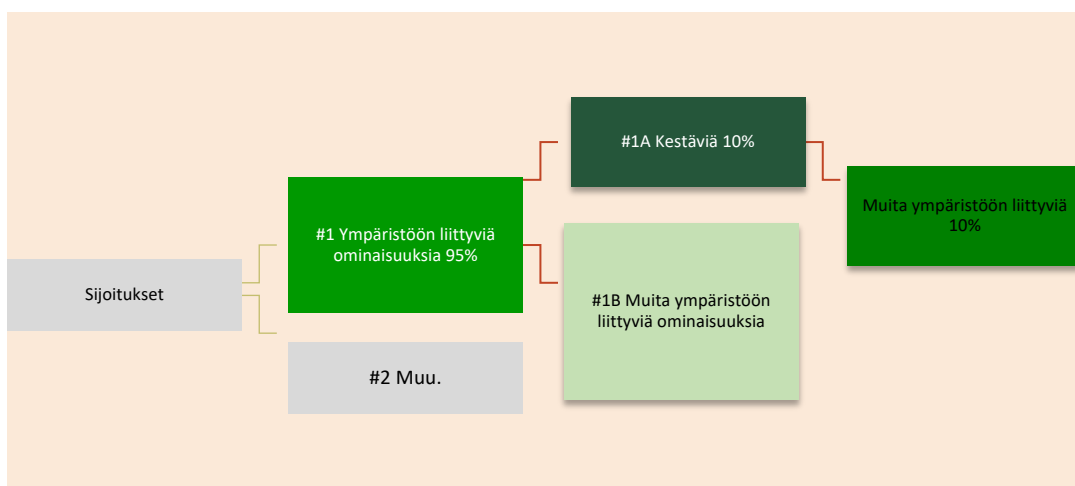 Sijoitukset
#1 Ympäristöön liittyviä
ominaisuuksia 95%
#2 Muu.
#1A Kestäviä 10%
#1B Muita ympäristöön
liittyviä ominaisuuksia
Muita ympäristöön liittyviä
10%